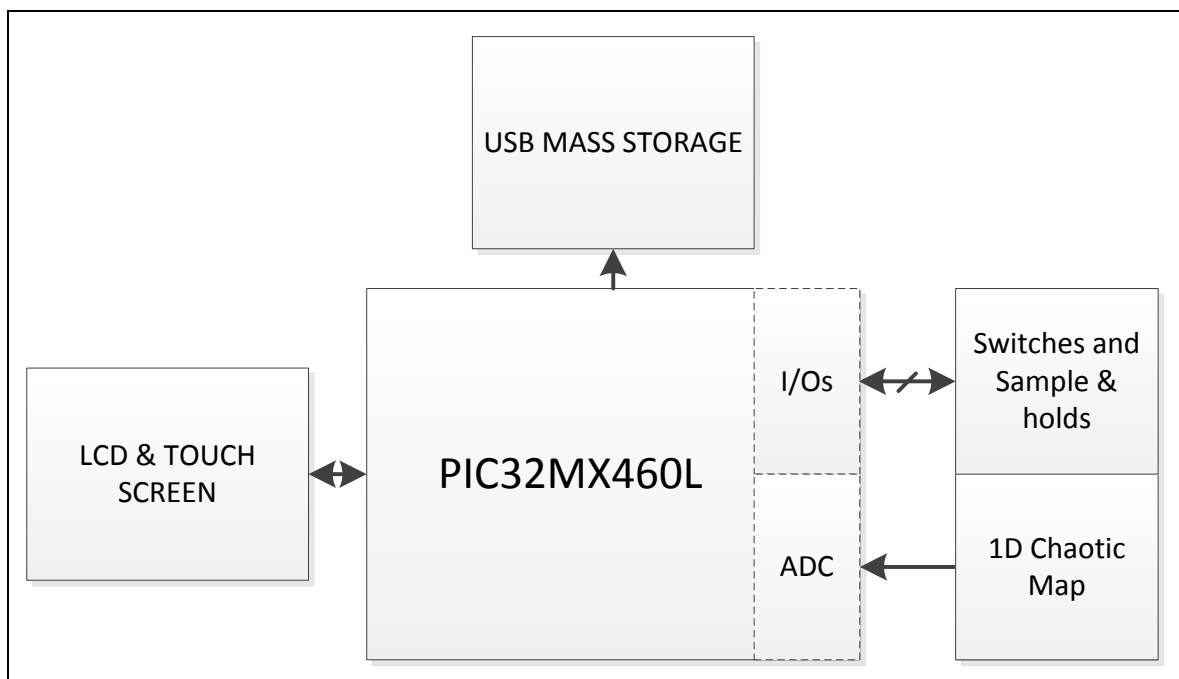 USB MASS STORAGE
LCD & TOUCH
SCREEN
PIC32MX460L
I/Os
ADC
Switches and
Sample &
holds
1D Chaotic
Map